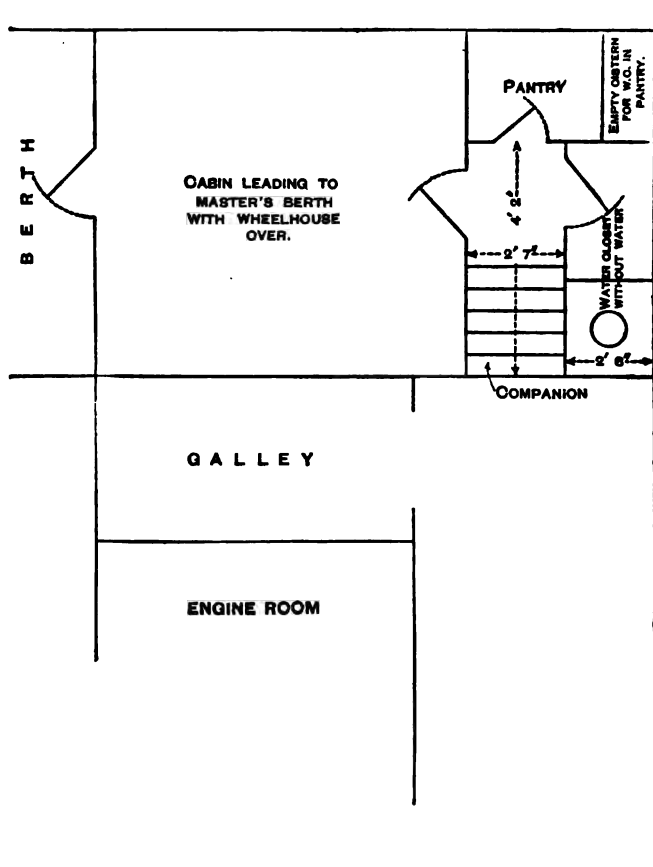 PANTRY
EMPTY CISTERN
FOR W.C. IN
PANTRY.
BERTH
CABIN LEADING TO
MASTER'S BERTH
WITH WHEELHOUSE
OVER.
4' 2"
2' 7"
WATER CLOSET
WITHOUT WATER
2' 6"
COMPANION
GALLEY
ENGINE ROOM